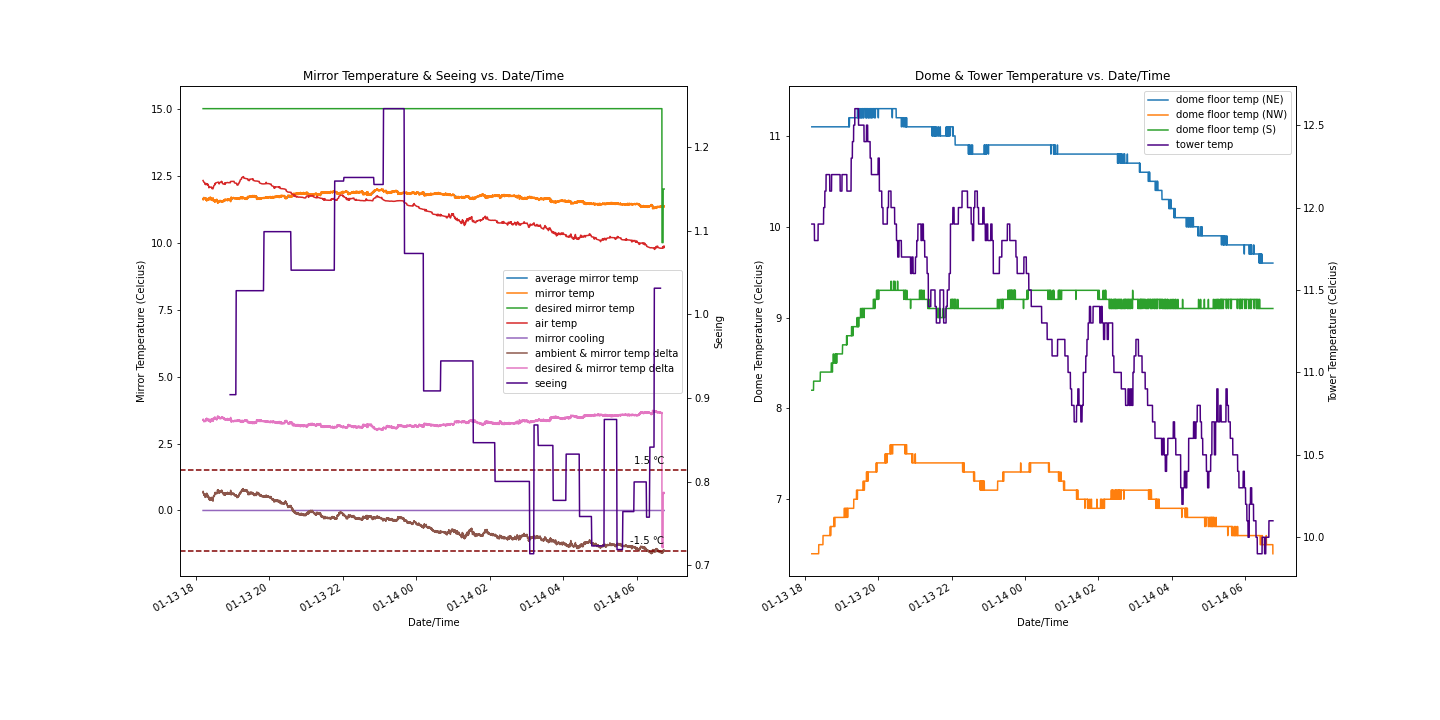 Mirror Temperature & Seeing vs. Date/Time
15.0
12.5
10.0
7.5
5.0
2.5
0.0
Mirror Temperature (Celcius)
1.2
1.1
1.0
0.9
0.8
0.7
Seeing
average mirror temp
mirror temp
desired mirror temp
air temp
mirror cooling
ambient & mirror temp delta
desired & mirror temp delta
seeing
1.5 °C
-1.5 °C
01-13 18
01-13 20
01-13 22
01-14 00
01-14 02
01-14 04
01-14 06
Date/Time
Dome & Tower Temperature vs. Date/Time
11
10
9
8
7
Dome Temperature (Celcius)
12.5
12.0
11.5
11.0
10.5
10.0
Tower Temperature (Celcius)
dome floor temp (NE)
dome floor temp (NW)
dome floor temp (S)
tower temp
01-13 18
01-13 20
01-13 22
01-14 00
01-14 02
01-14 04
01-14 06
Date/Time